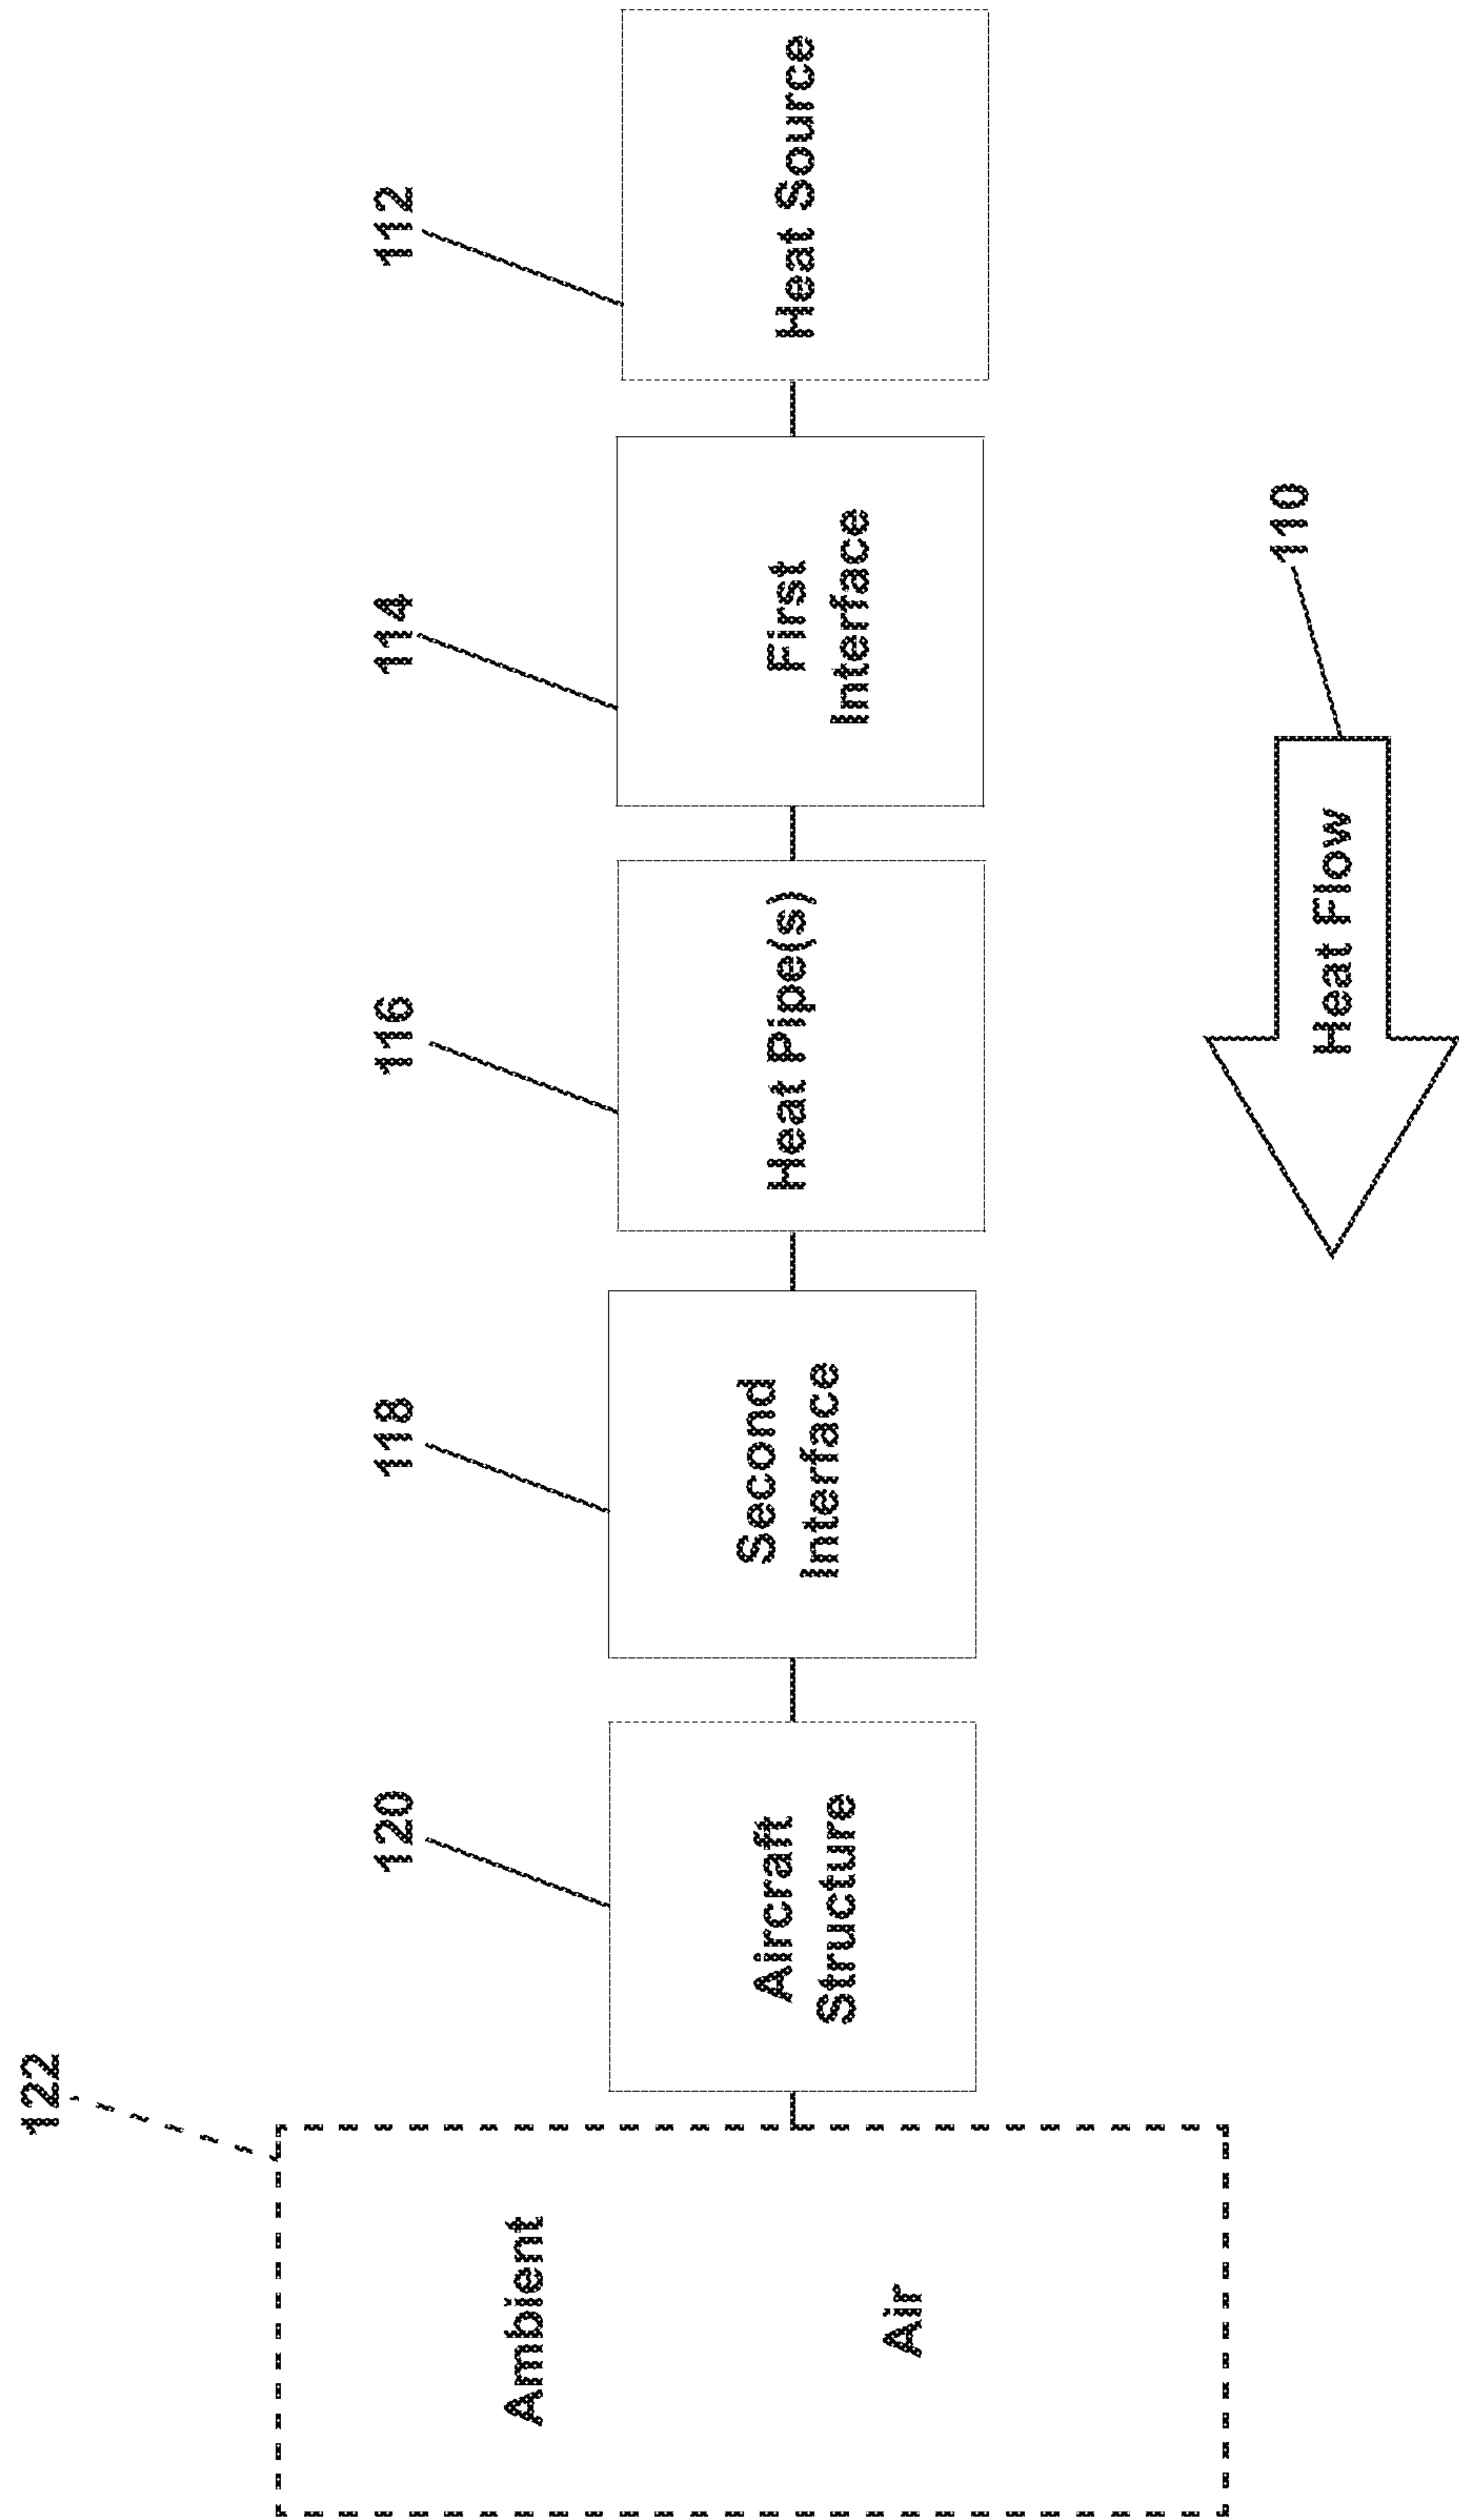 122
120
118
116
114
112
Ambient
Air
Aircraft
Structure
Second
Interface
Heat Pipe(s)
First
Interface
Heat Source
110
Heat Flow